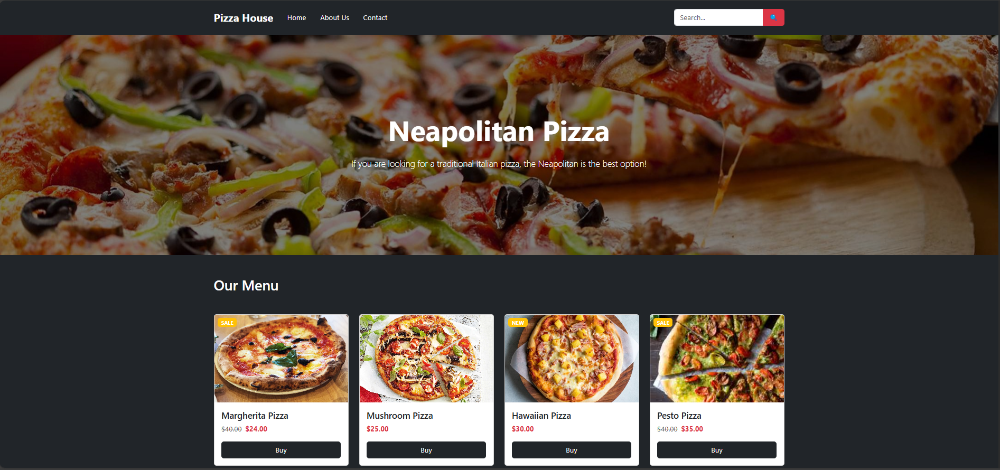 Pizza House Home About Us Contact Search...
Neapolitan Pizza
If you are looking for a traditional Italian pizza, the Neapolitan is the best option!
Our Menu
SALE
Margherita Pizza
$40.00 $24.00
Buy
Mushroom Pizza
$25.00
Buy
NEW
Hawaiian Pizza
$30.00
Buy
SALE
Pesto Pizza
$40.00 $35.00
Buy